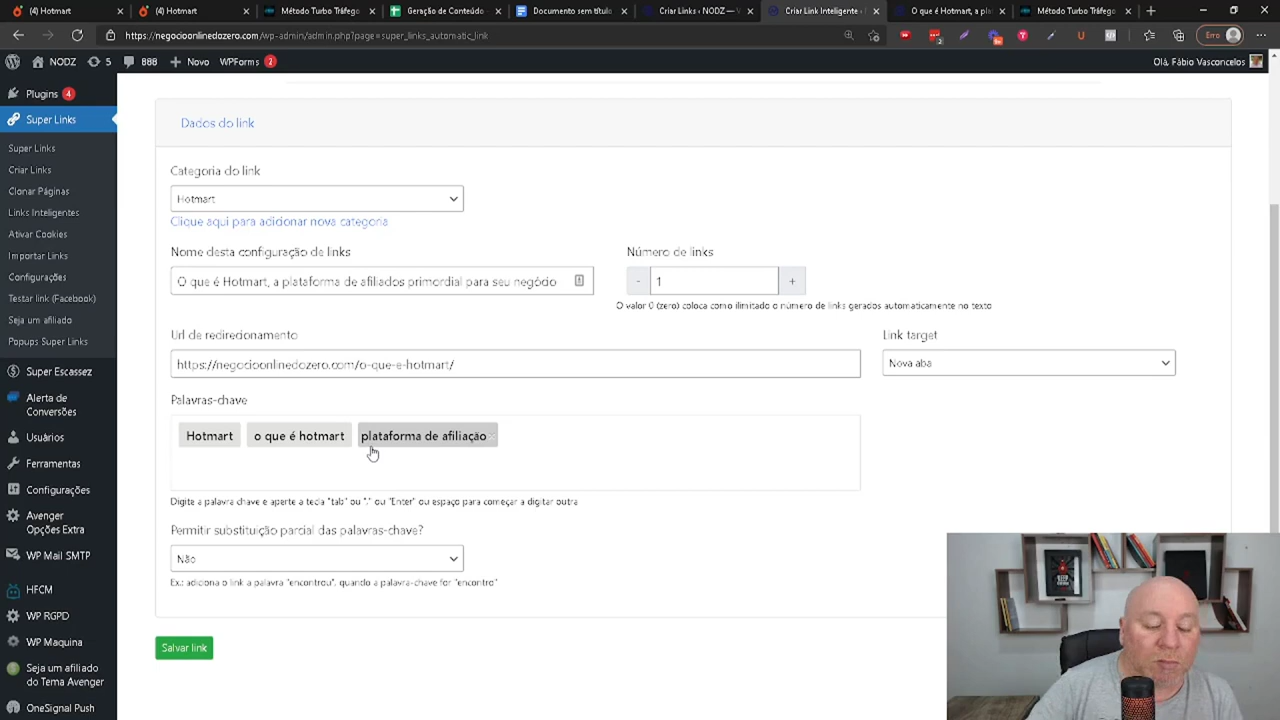 (4) Hotmart
(4) Hotmart
Método Turbo Tráfego
Geração de Conteúdo
Documento sem título
Criar Links « NODZ —
Criar Link Inteligente ‹
O que é Hotmart, a pla
Método Turbo Tráfego
https://negocioonlinedozero.com/wp-admin/admin.php?page=super_links_automatic_link
Erro
NODZ
5
888
Novo
WPForms 2
Olá, Fábio Vasconcelos
Plugins 4
Super Links
Super Links
Criar Links
Clonar Páginas
Links Inteligentes
Ativar Cookies
Importar Links
Configurações
Testar link (Facebook)
Seja um afiliado
Popups Super Links
Super Escassez
Alerta de
Conversões
Usuários
Ferramentas
Configurações
Avenger
Opções Extra
WP Mail SMTP
HFCM
WP RGPD
WP Maquina
Seja um afiliado
do Tema Avenger
OneSignal Push
Dados do link
Categoria do link
Hotmart
Clique aqui para adicionar nova categoria
Nome desta configuração de links
Número de links
O que é Hotmart, a plataforma de afiliados primordial para seu negócio
- 1 +
O valor 0 (zero) coloca como ilimitado o número de links gerados automaticamente no texto
Url de redirecionamento
Link target
https://negocioonlinedozero.com/o-que-e-hotmart/
Nova aba
Palavras-chave
Hotmart
o que é hotmart
plataforma de afiliação ×
Digite a palavra chave e aperte a tecla "tab" ou "," ou "Enter" ou espaço para começar a digitar outra
Permitir substituição parcial das palavras-chave?
Não
Ex.: adiciona o link a palavra "encontrou", quando a palavra-chave for "encontro"
Salvar link